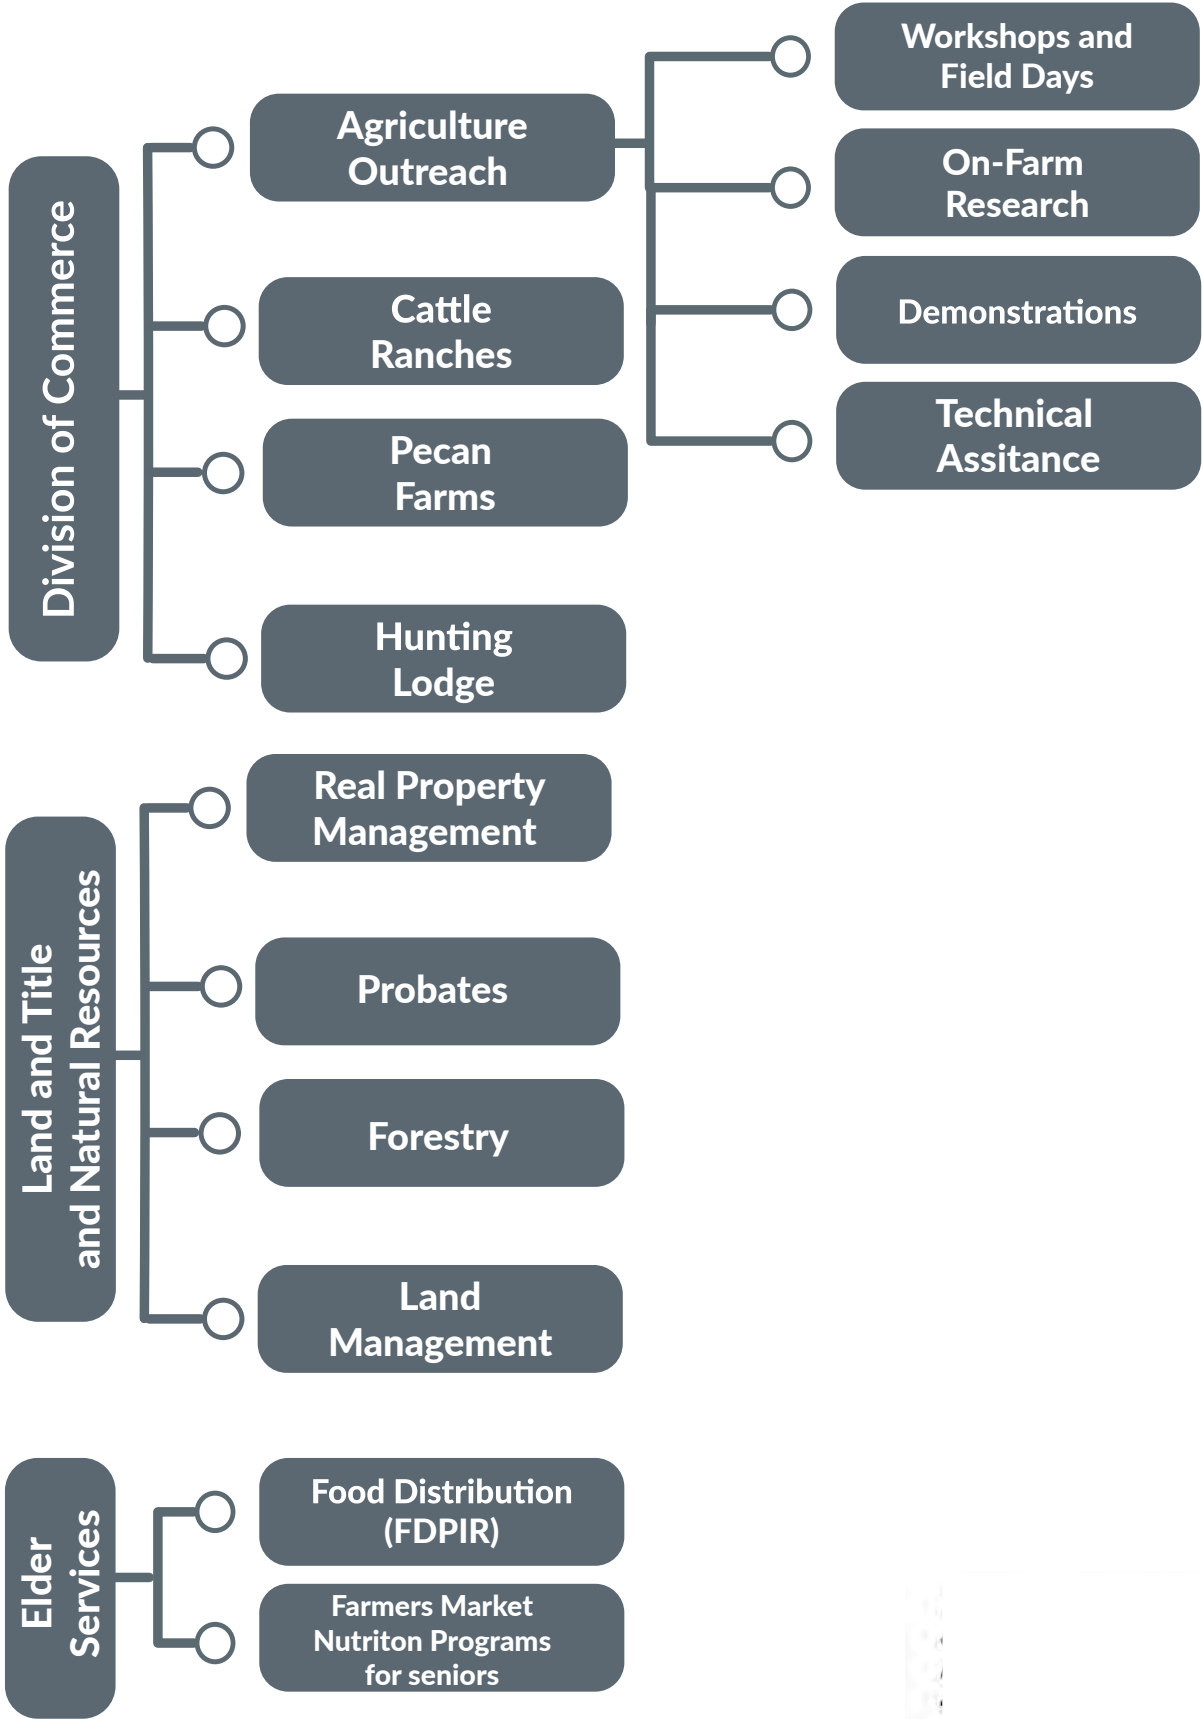 Division of Commerce
Agriculture
Outreach
Workshops and
Field Days
On-Farm
Research
Demonstrations
Technical
Assitance
Cattle
Ranches
Pecan
Farms
Hunting
Lodge
Land and Title
and Natural Resources
Real Property
Management
Probates
Forestry
Land
Management
Elder
Services
Food Distribution
(FDPIR)
Farmers Market
Nutriton Programs
for seniors